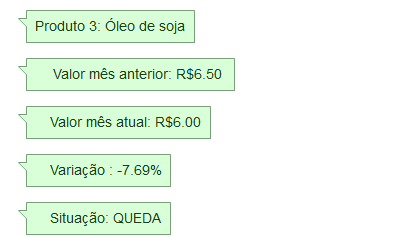 Produto 3: Óleo de soja
Valor mês anterior: R$6.50
Valor mês atual: R$6.00
Variação : -7.69%
Situação: QUEDA